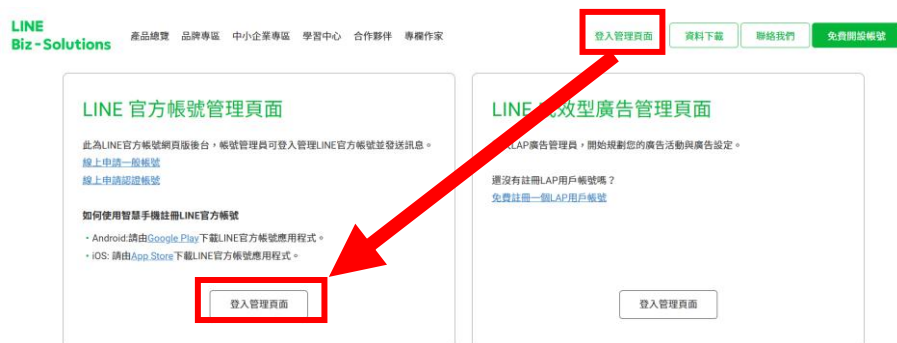 LINE
Biz-Solutions
產品總覽 品牌專區 中小企業專區 學習中心 合作夥伴 專欄作家
登入管理頁面 資料下載 聯絡我們 免費開設帳號
LINE 官方帳號管理頁面
此為LINE官方帳號網頁版後台，帳號管理員可登入管理LINE官方帳號並發送訊息。
線上申請一般帳號
線上申請認證帳號
如何使用智慧手機註冊LINE官方帳號
・Android:請由Google Play下載LINE官方帳號應用程式。
・iOS: 請由App Store下載LINE官方帳號應用程式。
登入管理頁面
LINE 效型廣告管理頁面
LAP廣告管理員，開始規劃您的廣告活動與廣告設定。
還沒有註冊LAP用戶帳號嗎？
免費註冊一個LAP用戶帳號
登入管理頁面